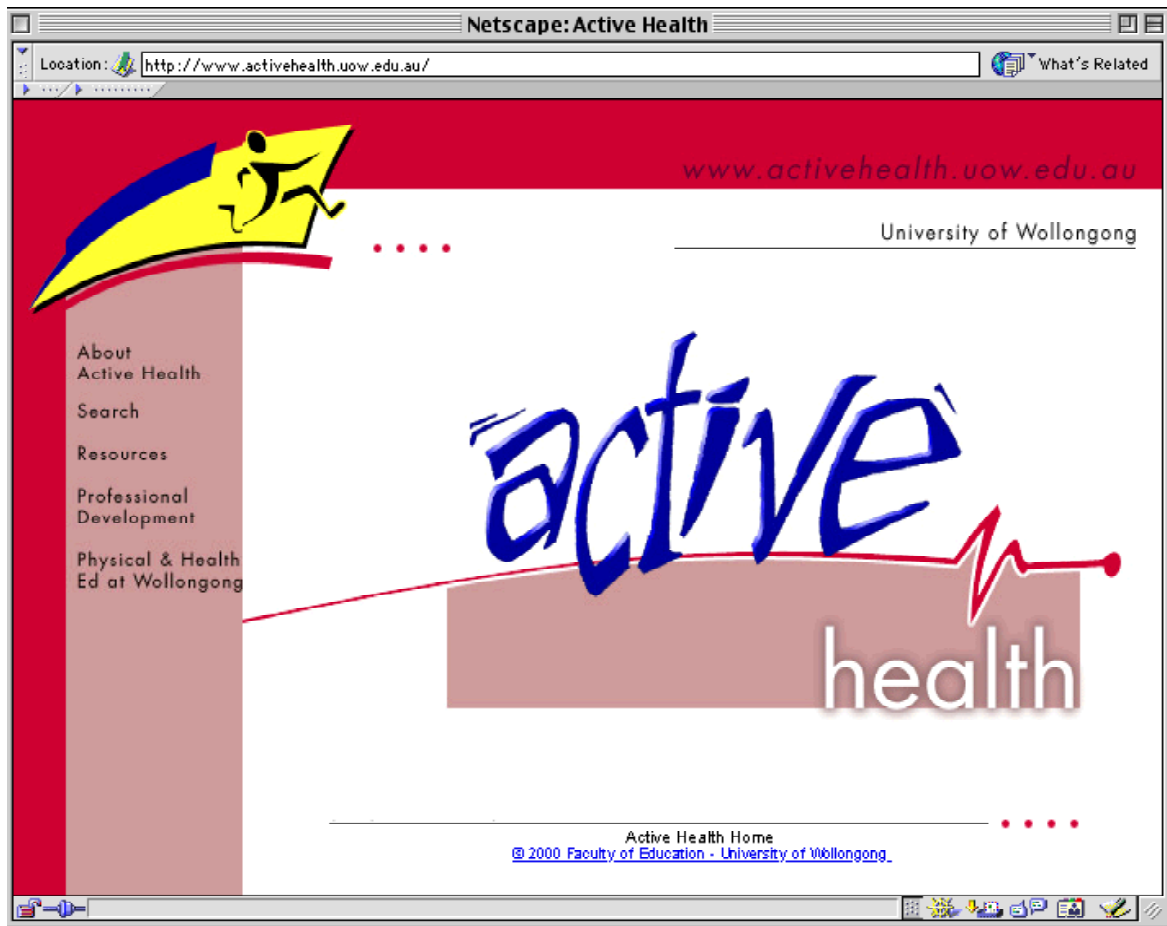 Netscape: Active Health
Location: http://www.activehealth.uow.edu.au/ What's Related
www.activehealth.uow.edu.au
University of Wollongong
About
Active Health
Search
Resources
Professional
Development
Physical & Health
Ed at Wollongong
active
health
Active Health Home
© 2000 Faculty of Education - University of Wollongong